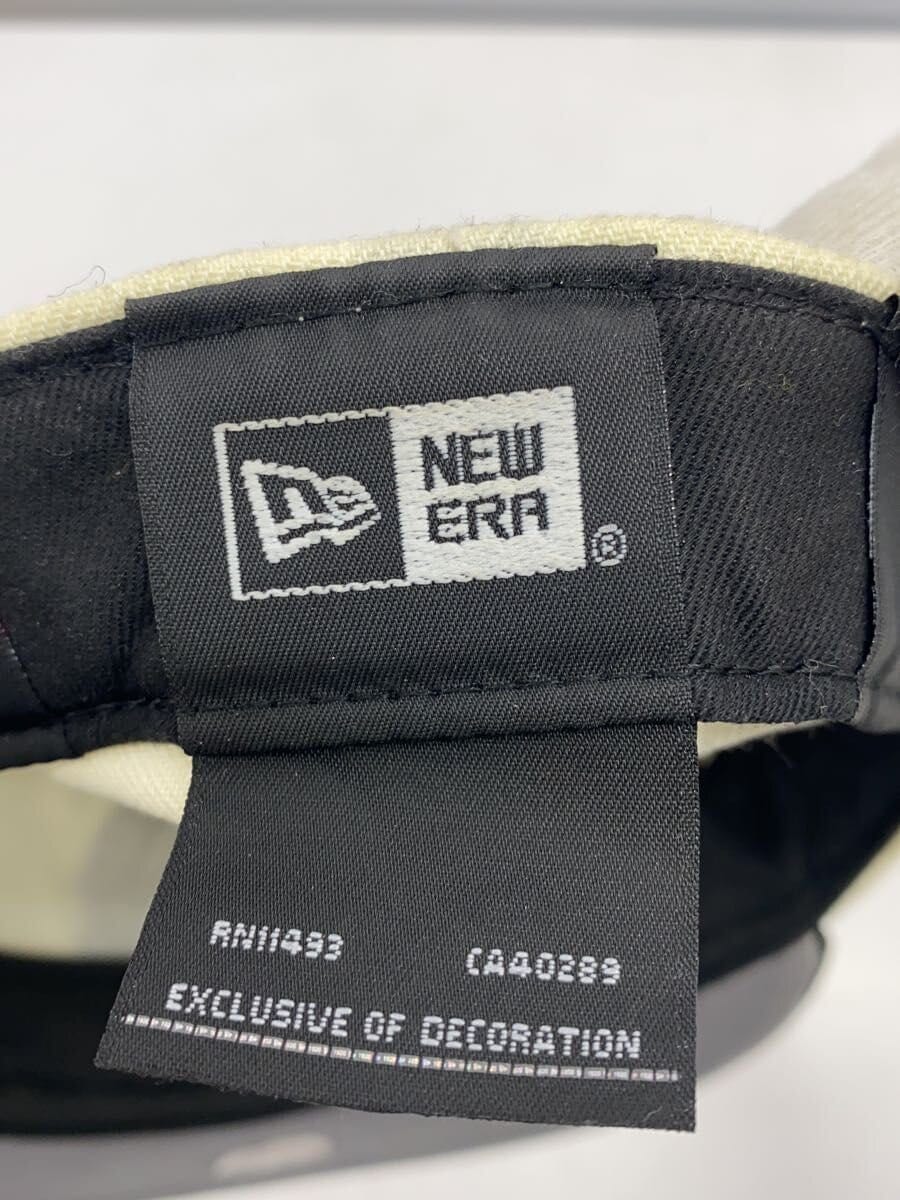 NEW
ERA
®
RN11493 CA40289
EXCLUSIVE OF DECORATION